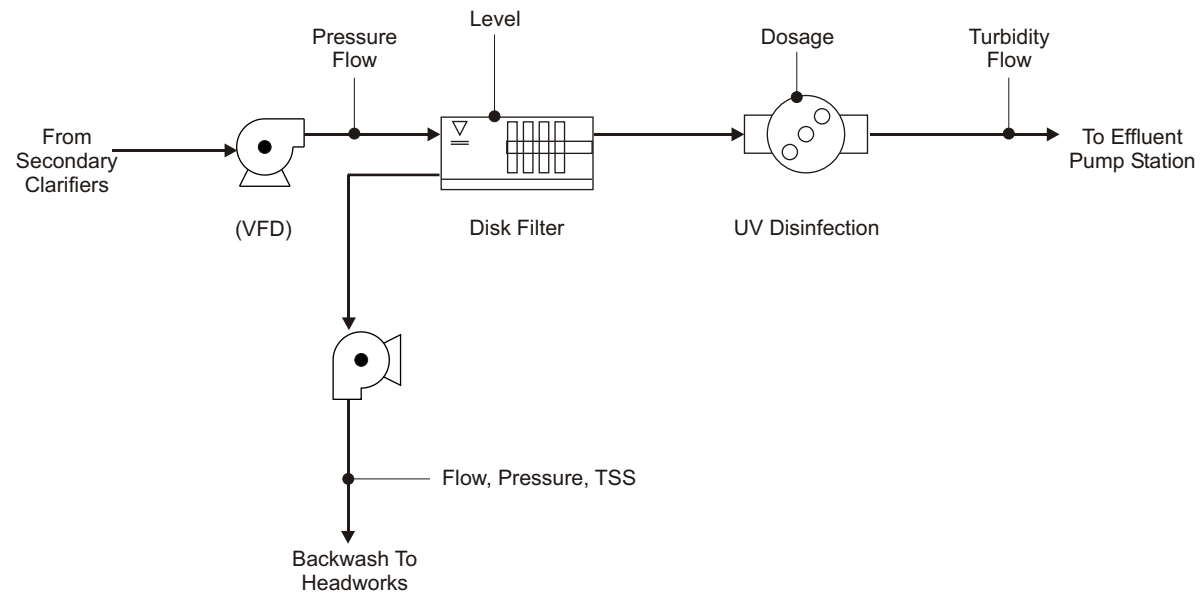 Level
Pressure
Flow
Dosage
Turbidity
Flow
From
Secondary
Clarifiers
To Effluent
Pump Station
(VFD)
Disk Filter
UV Disinfection
Flow, Pressure, TSS
Backwash To
Headworks